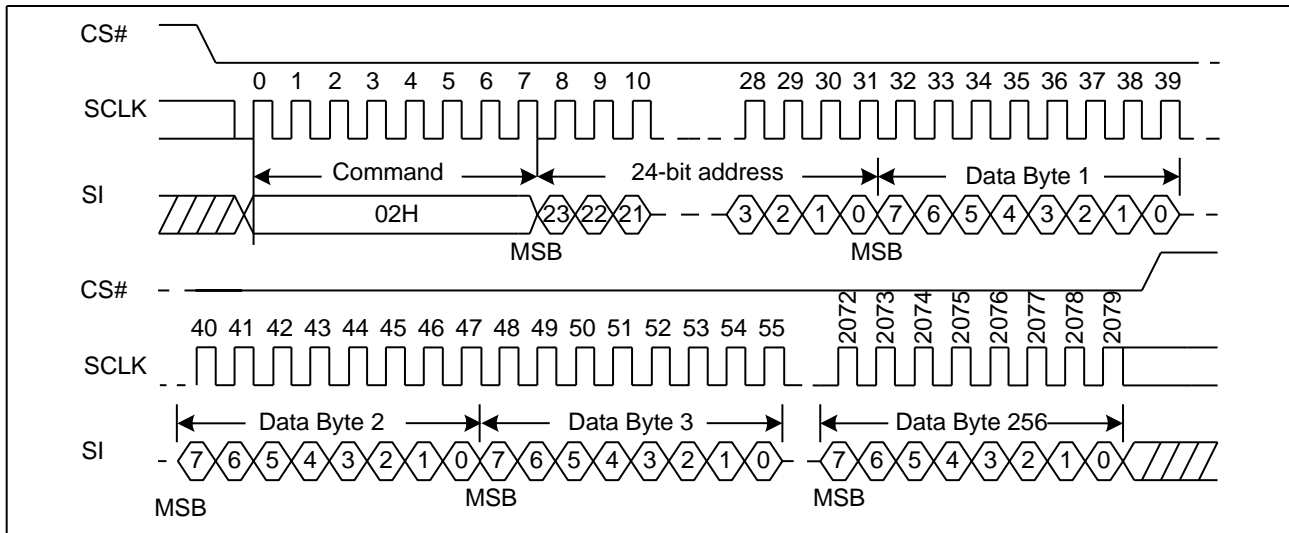 CS#
0 1 2 3 4 5 6 7 8 9 10 28 29 30 31 32 33 34 35 36 37 38 39
SCLK
Command 24-bit address Data Byte 1
SI
02H 23 22 21 3 2 1 0 7 6 5 4 3 2 1 0
MSB MSB
CS#
40 41 42 43 44 45 46 47 48 49 50 51 52 53 54 55 2072 2073 2074 2075 2076 2077 2078 2079
SCLK
Data Byte 2 Data Byte 3 Data Byte 256
SI
7 6 5 4 3 2 1 0 7 6 5 4 3 2 1 0 7 6 5 4 3 2 1 0
MSB MSB MSB